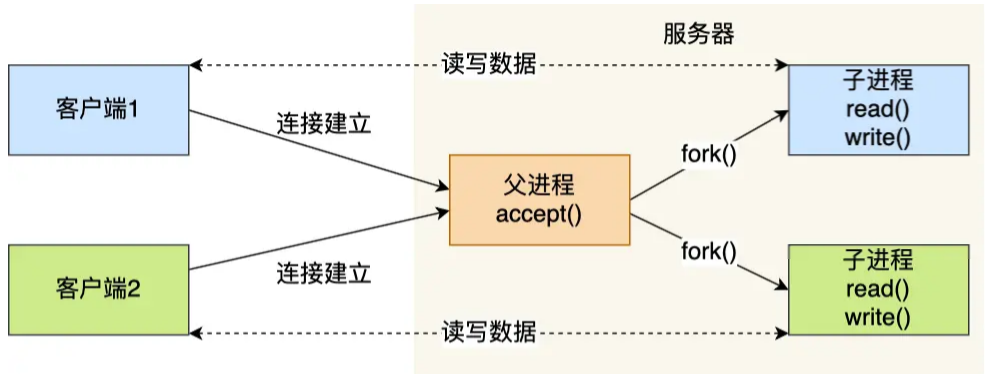 服务器
读写数据
客户端1
子进程
read()
write()
连接建立
fork()
父进程
accept()
fork()
客户端2
连接建立
子进程
read()
write()
读写数据